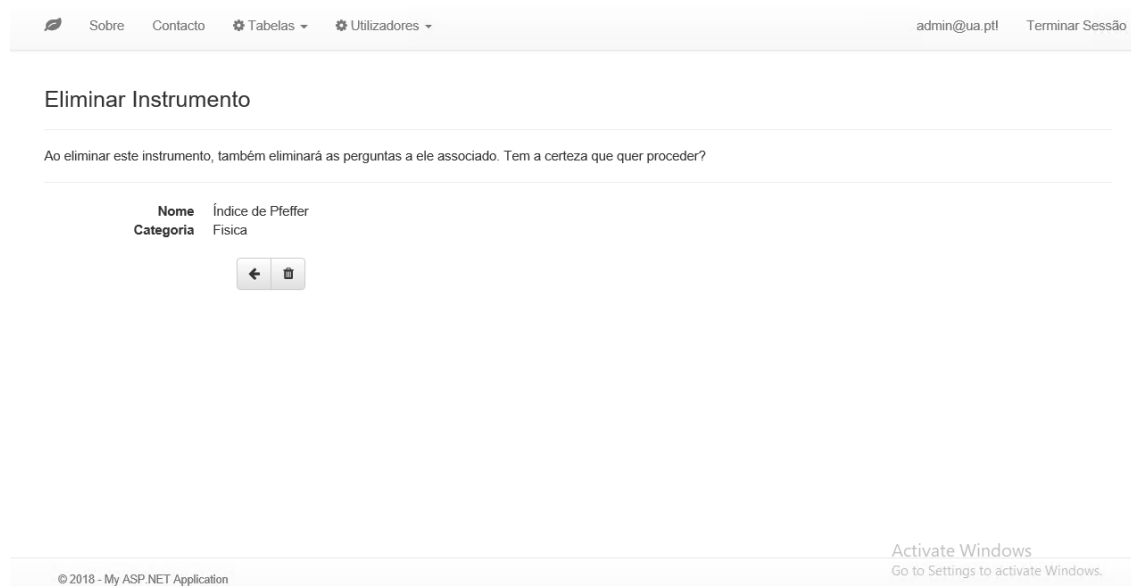 Sobre Contacto Tabelas Utilizadores admin@ua.pt! Terminar Sessão
Eliminar Instrumento
Ao eliminar este instrumento, também eliminará as perguntas a ele associado. Tem a certeza que quer proceder?
Nome Índice de Pfeffer
Categoria Fisica
Activate Windows
Go to Settings to activate Windows.
© 2018 - My ASP.NET Application